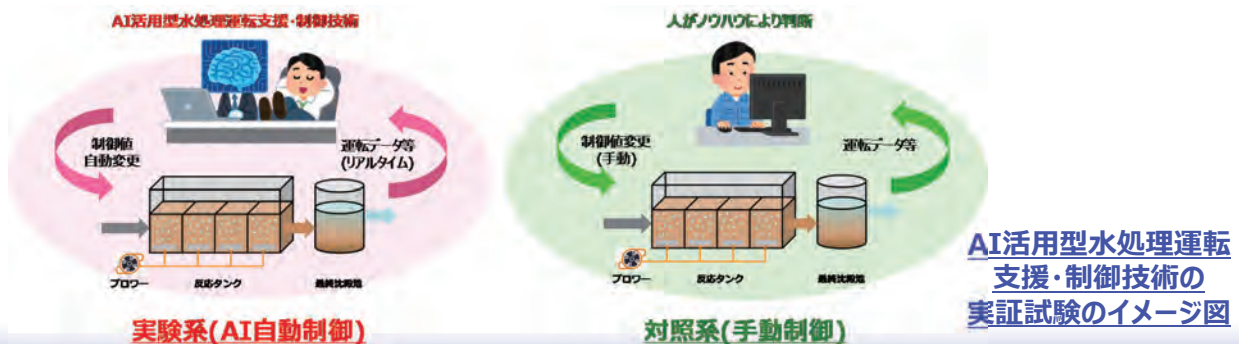 AI活用型水処理運転支援・制御技術
制御値
自動変更
運転データ等
(リアルタイム)
ブロワー
反応タンク
最終沈殿池
実験系(AI自動制御)
人がノウハウにより判断
制御値変更
(手動)
運転データ等
ブロワー
反応タンク
最終沈殿池
対照系(手動制御)
AI活用型水処理運転
支援・制御技術の
実証試験のイメージ図